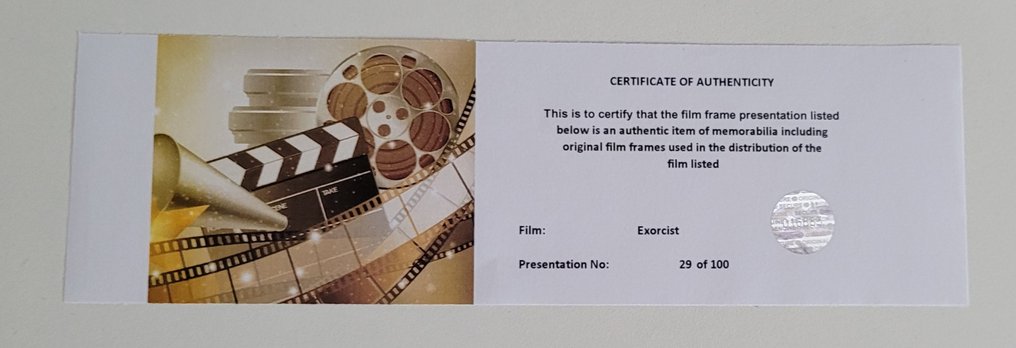 CERTIFICATE OF AUTHENTICITY
This is to certify that the film frame presentation listed
below is an authentic item of memorabilia including
original film frames used in the distribution of the
film listed
TAKE
Film: Exorcist
Presentation No: 29 of 100